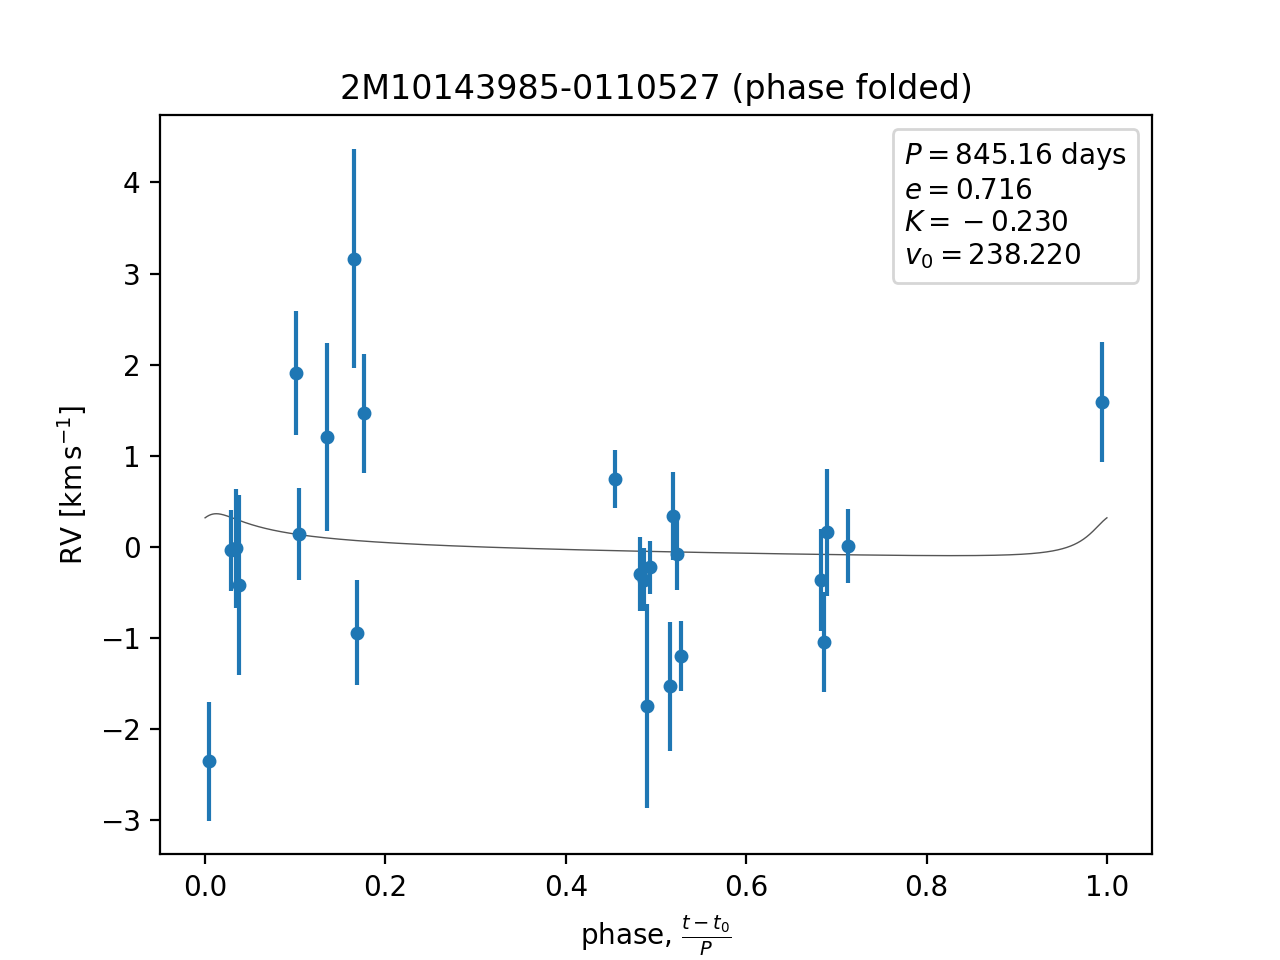 2M10143985-0110527 (phase folded)
P = 845.16 days
e = 0.716
K = −0.230
v₀ = 238.220
RV [km s⁻¹]
4
3
2
1
0
−1
−2
−3
0.0 0.2 0.4 0.6 0.8 1.0
phase, (t − t₀)/P